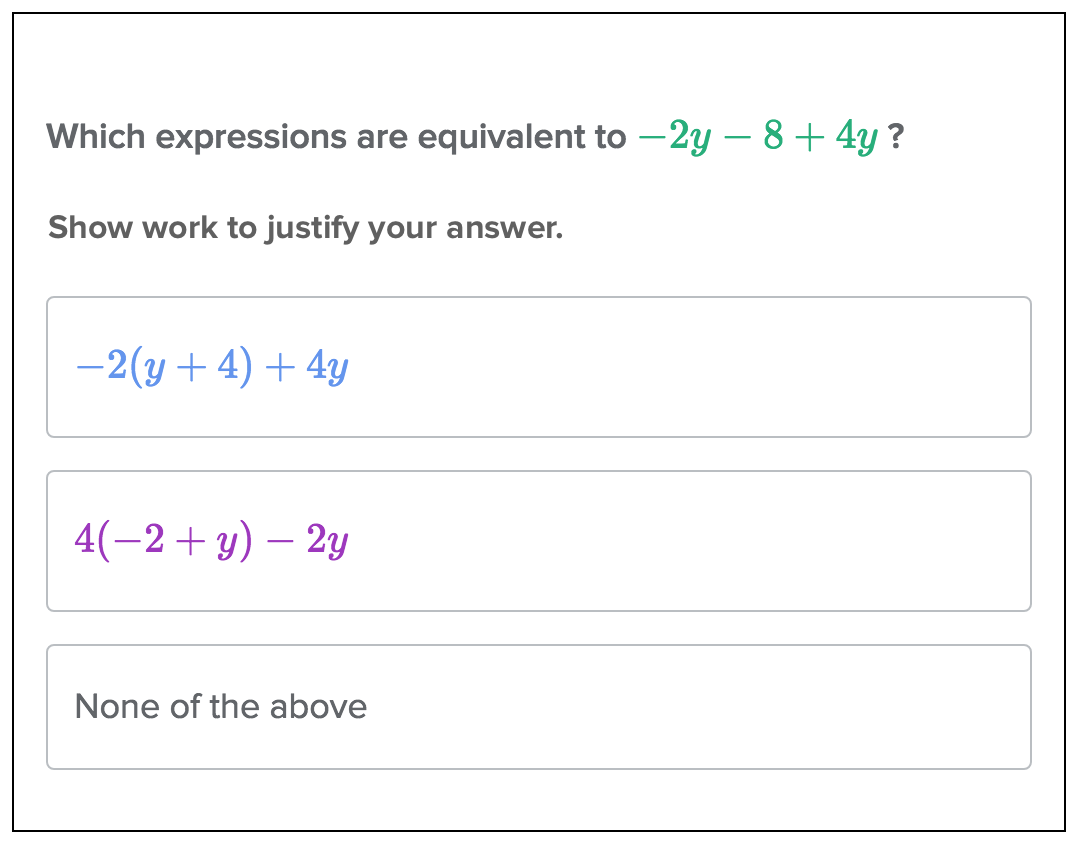 Which expressions are equivalent to −2y − 8 + 4y ?
Show work to justify your answer.
−2(y + 4) + 4y
4(−2 + y) − 2y
None of the above